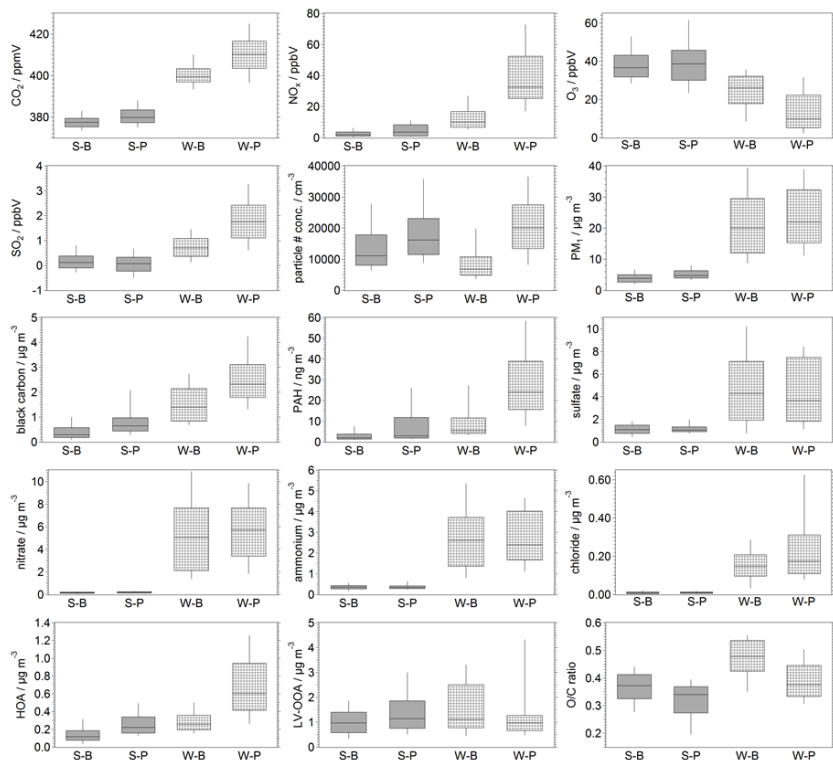 CO2 / ppmV
420
400
380
S-B S-P W-B W-P
NOx / ppbV
80
60
40
20
0
S-B S-P W-B W-P
O3 / ppbV
60
40
20
0
S-B S-P W-B W-P
SO2 / ppbV
4
3
2
1
0
-1
S-B S-P W-B W-P
particle # conc. / cm-3
40000
30000
20000
10000
0
S-B S-P W-B W-P
PM1 / µg m-3
40
30
20
10
0
S-B S-P W-B W-P
black carbon / µg m-3
5
4
3
2
1
0
S-B S-P W-B W-P
PAH / ng m-3
60
50
40
30
20
10
0
S-B S-P W-B W-P
sulfate / µg m-3
10
8
6
4
2
0
S-B S-P W-B W-P
nitrate / µg m-3
10
8
6
4
2
0
S-B S-P W-B W-P
ammonium / µg m-3
6
5
4
3
2
1
0
S-B S-P W-B W-P
chloride / µg m-3
0.60
0.40
0.20
0.00
S-B S-P W-B W-P
HOA / µg m-3
1.4
1.2
1.0
0.8
0.6
0.4
0.2
0.0
S-B S-P W-B W-P
LV-OOA / µg m-3
5
4
3
2
1
0
S-B S-P W-B W-P
O/C ratio
0.6
0.5
0.4
0.3
0.2
S-B S-P W-B W-P